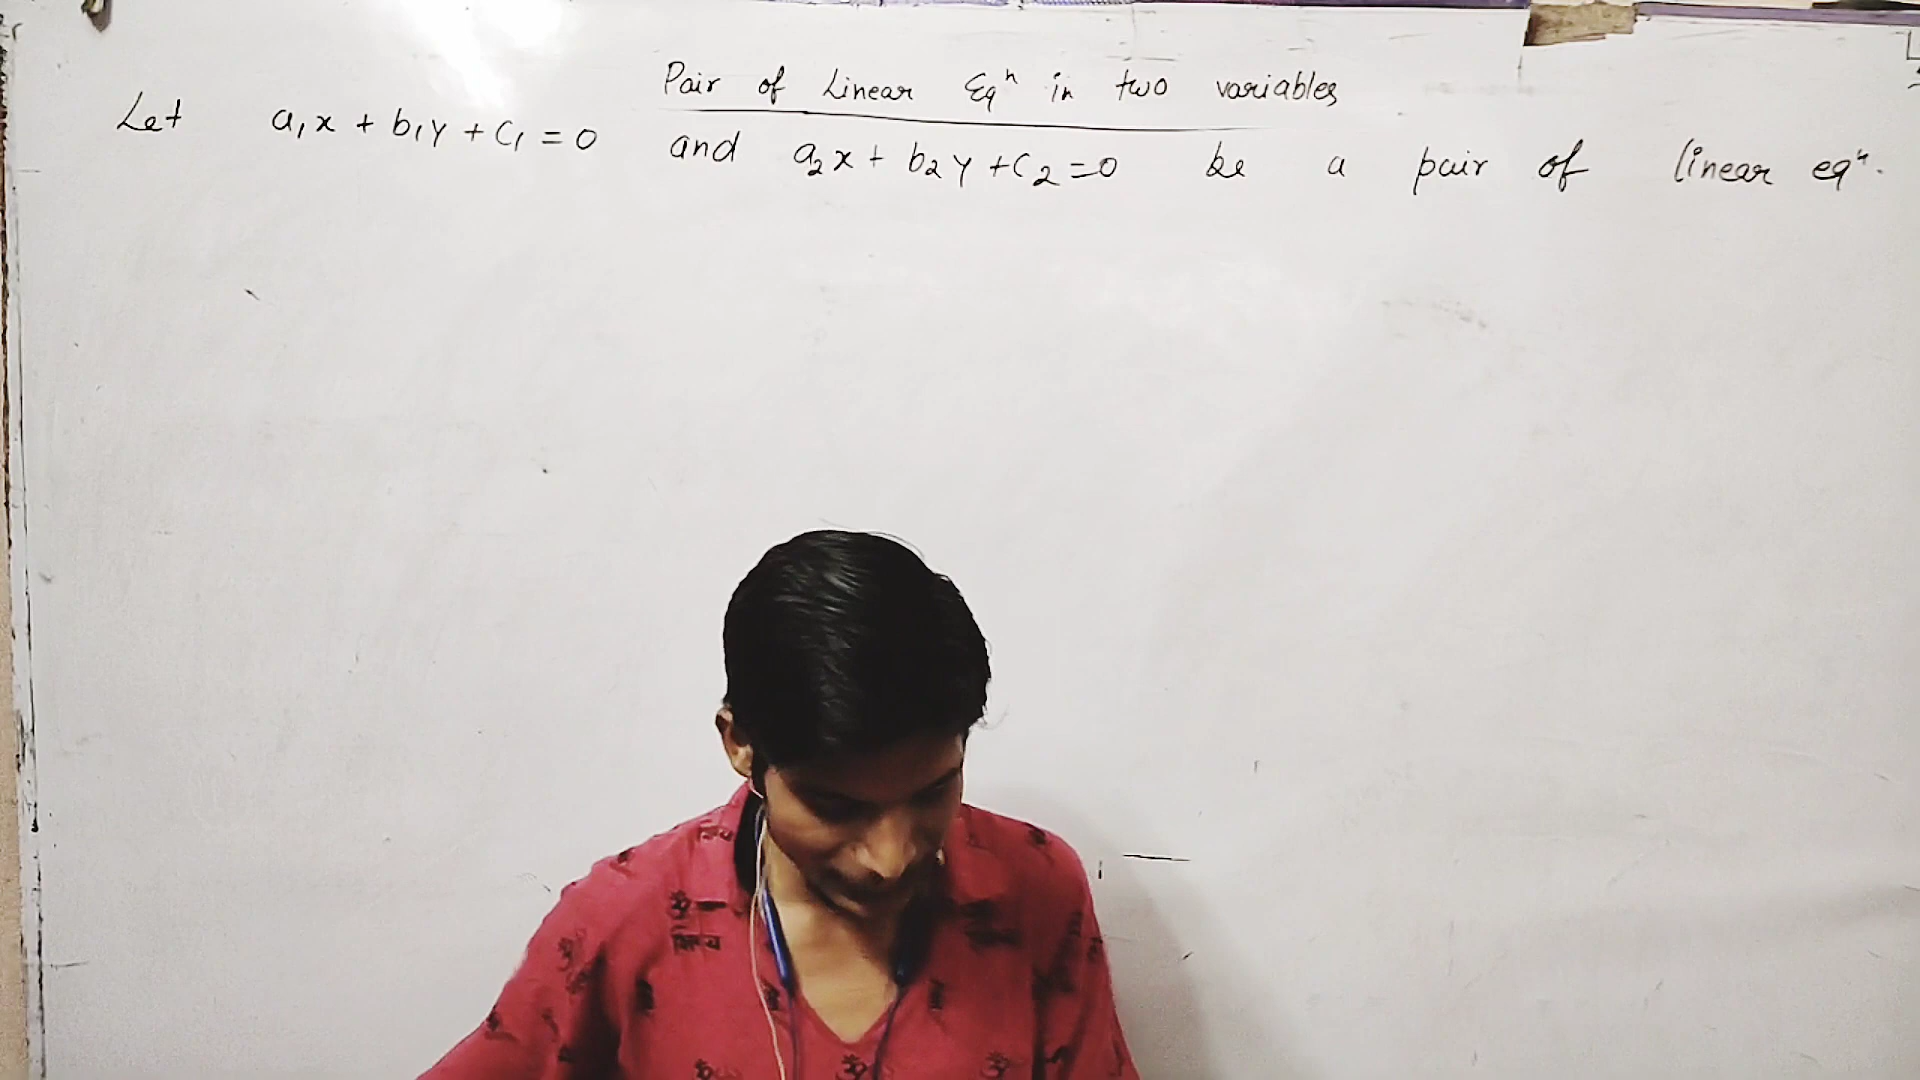 Pair of Linear Eqⁿ in two variables
Let a₁x + b₁y + c₁ = 0 and a₂x + b₂y + c₂ = 0 be a pair of linear eqⁿ.